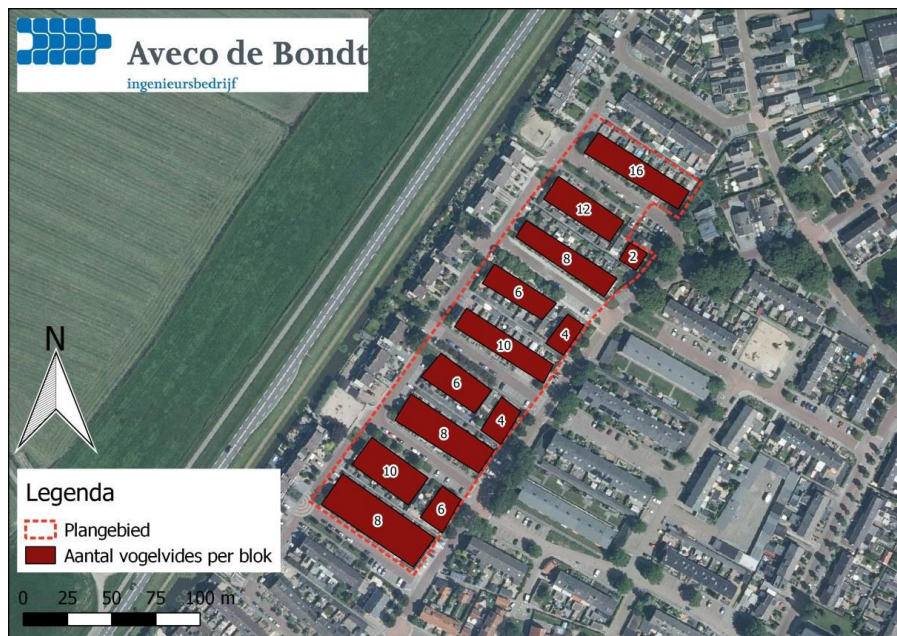 Aveco de Bondt
ingenieursbedrijf
16
12
2
8
6
4
10
6
4
8
10
6
8
N
Legenda
Plangebied
Aantal vogelvides per blok
0 25 50 75 100 m